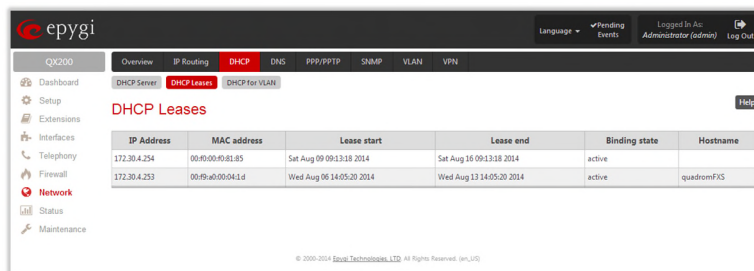 epygi
Language
Pending Events
Logged In As:
Administrator (admin)
Log Out
QX200
Overview IP Routing DHCP DNS PPP/PPTP SNMP VLAN VPN
Dashboard
Setup
Extensions
Interfaces
Telephony
Firewall
Network
Status
Maintenance
DHCP Server DHCP Leases DHCP for VLAN
DHCP Leases
Help
IP Address MAC address Lease start Lease end Binding state Hostname
172.30.4.254 00:f0:00:f0:81:85 Sat Aug 09 09:13:18 2014 Sat Aug 16 09:13:18 2014 active
172.30.4.253 00:f9:a0:00:04:1d Wed Aug 06 14:05:20 2014 Wed Aug 13 14:05:20 2014 active quadromFXS
© 2000-2014 Epygi Technologies, LTD. All Rights Reserved. (en_US)